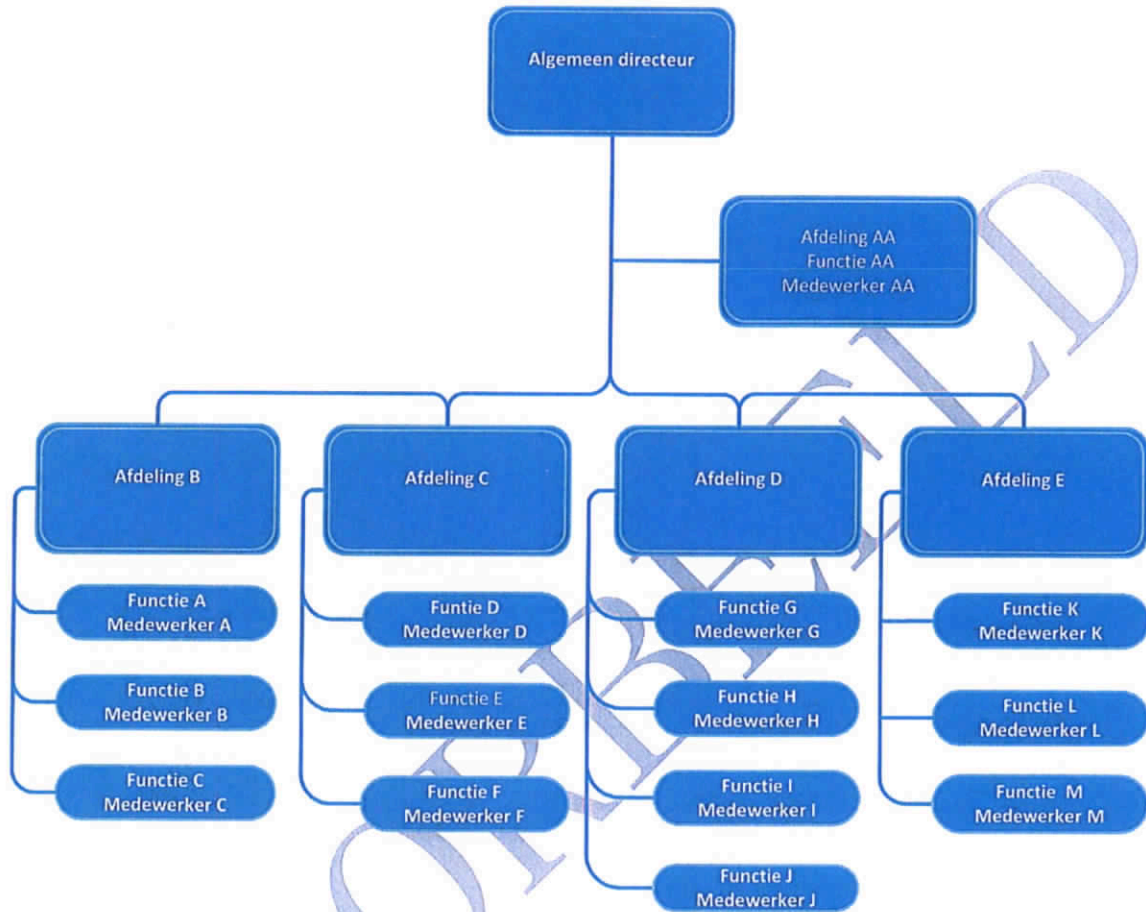 Algemeen directeur
Afdeling AA
Functie AA
Medewerker AA
Afdeling B
Afdeling C
Afdeling D
Afdeling E
Functie A
Medewerker A
Funtie D
Medewerker D
Functie G
Medewerker G
Functie K
Medewerker K
Functie B
Medewerker B
Functie E
Medewerker E
Functie H
Medewerker H
Functie L
Medewerker L
Functie C
Medewerker C
Functie F
Medewerker F
Functie I
Medewerker I
Functie M
Medewerker M
Functie J
Medewerker J